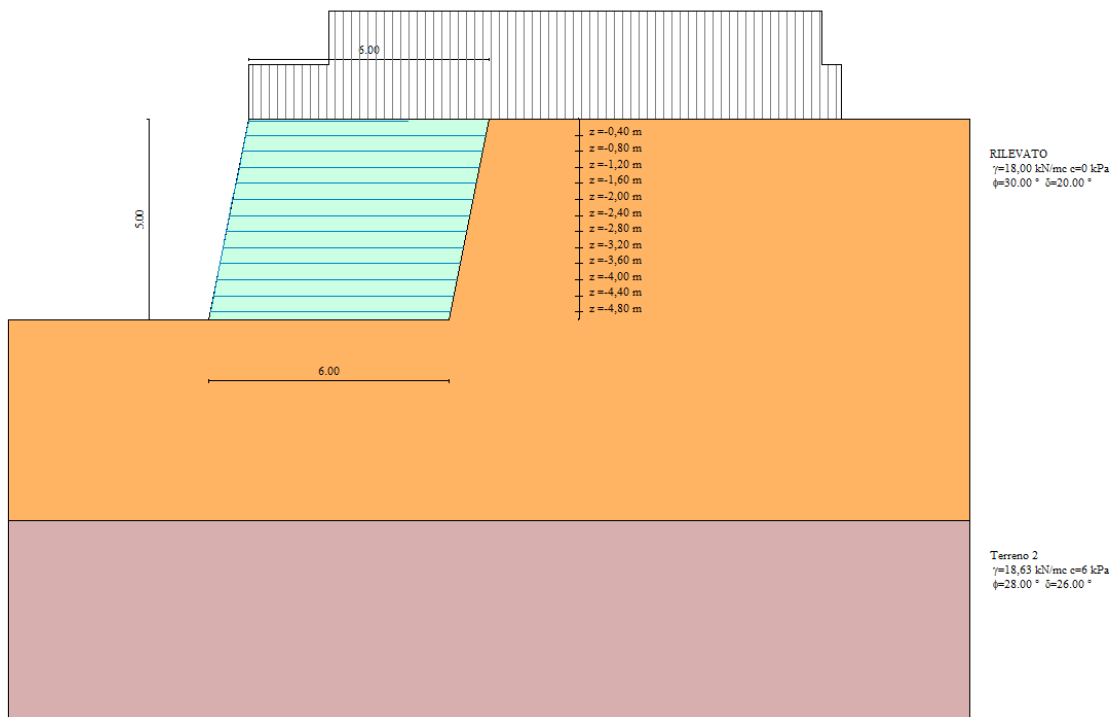 6.00
5.00
z =-0,40 m
z =-0,80 m
z =-1,20 m
z =-1,60 m
z =-2,00 m
z =-2,40 m
z =-2,80 m
z =-3,20 m
z =-3,60 m
z =-4,00 m
z =-4,40 m
z =-4,80 m
RILEVATO
γ=18,00 kN/mc c=0 kPa
ϕ=30.00 ° δ=20.00 °
6.00
Terreno 2
γ=18,63 kN/mc c=6 kPa
ϕ=28.00 ° δ=26.00 °